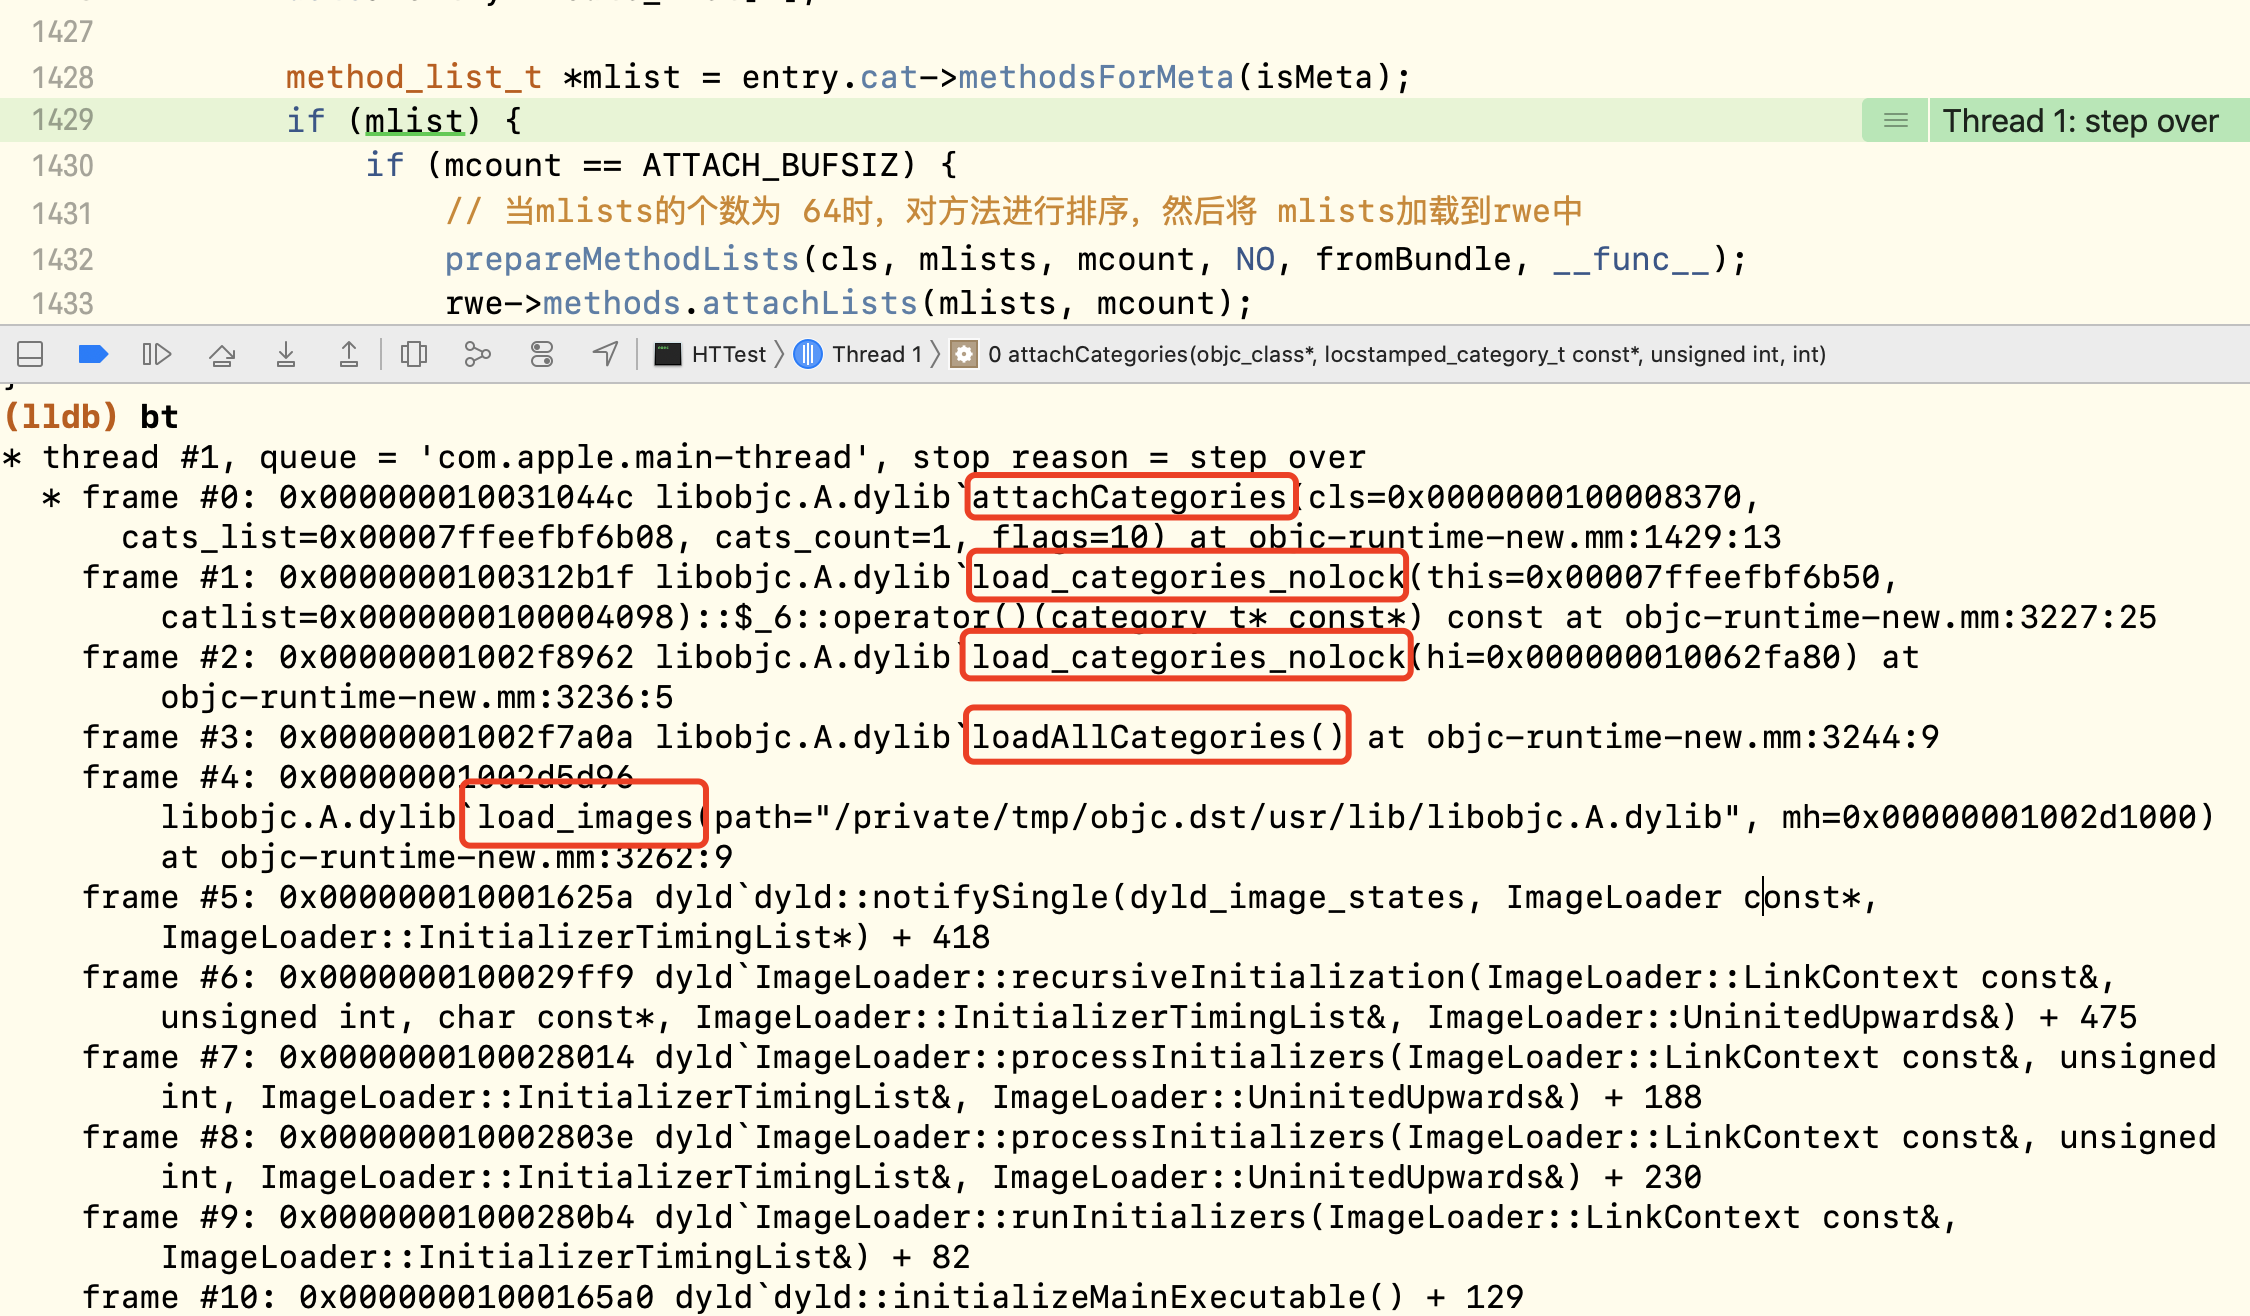 1427
1428 method_list_t *mlist = entry.cat->methodsForMeta(isMeta);
1429 if (mlist) { Thread 1: step over
1430 if (mcount == ATTACH_BUFSIZ) {
1431 // 当mlists的个数为 64时，对方法进行排序，然后将 mlists加载到rwe中
1432 prepareMethodLists(cls, mlists, mcount, NO, fromBundle, __func__);
1433 rwe->methods.attachLists(mlists, mcount);
HTTest Thread 1 0 attachCategories(objc_class*, locstamped_category_t const*, unsigned int, int)
(lldb) bt
* thread #1, queue = 'com.apple.main-thread', stop reason = step over
* frame #0: 0x000000010031044c libobjc.A.dylib`attachCategories(cls=0x0000000100008370,
cats_list=0x00007ffeefbf6b08, cats_count=1, flags=10) at objc-runtime-new.mm:1429:13
frame #1: 0x0000000100312b1f libobjc.A.dylib`load_categories_nolock(this=0x00007ffeefbf6b50,
catlist=0x0000000100004098)::$_6::operator()(category_t* const*) const at objc-runtime-new.mm:3227:25
frame #2: 0x00000001002f8962 libobjc.A.dylib`load_categories_nolock(hi=0x000000010062fa80) at
objc-runtime-new.mm:3236:5
frame #3: 0x00000001002f7a0a libobjc.A.dylib`loadAllCategories() at objc-runtime-new.mm:3244:9
frame #4: 0x00000001002d5d96
libobjc.A.dylib`load_images(path="/private/tmp/objc.dst/usr/lib/libobjc.A.dylib", mh=0x00000001002d1000)
at objc-runtime-new.mm:3262:9
frame #5: 0x000000010001625a dyld`dyld::notifySingle(dyld_image_states, ImageLoader const*,
ImageLoader::InitializerTimingList*) + 418
frame #6: 0x0000000100029ff9 dyld`ImageLoader::recursiveInitialization(ImageLoader::LinkContext const&,
unsigned int, char const*, ImageLoader::InitializerTimingList&, ImageLoader::UninitedUpwards&) + 475
frame #7: 0x0000000100028014 dyld`ImageLoader::processInitializers(ImageLoader::LinkContext const&, unsigned
int, ImageLoader::InitializerTimingList&, ImageLoader::UninitedUpwards&) + 188
frame #8: 0x000000010002803e dyld`ImageLoader::processInitializers(ImageLoader::LinkContext const&, unsigned
int, ImageLoader::InitializerTimingList&, ImageLoader::UninitedUpwards&) + 230
frame #9: 0x00000001000280b4 dyld`ImageLoader::runInitializers(ImageLoader::LinkContext const&,
ImageLoader::InitializerTimingList&) + 82
frame #10: 0x00000001000165a0 dyld`dyld::initializeMainExecutable() + 129